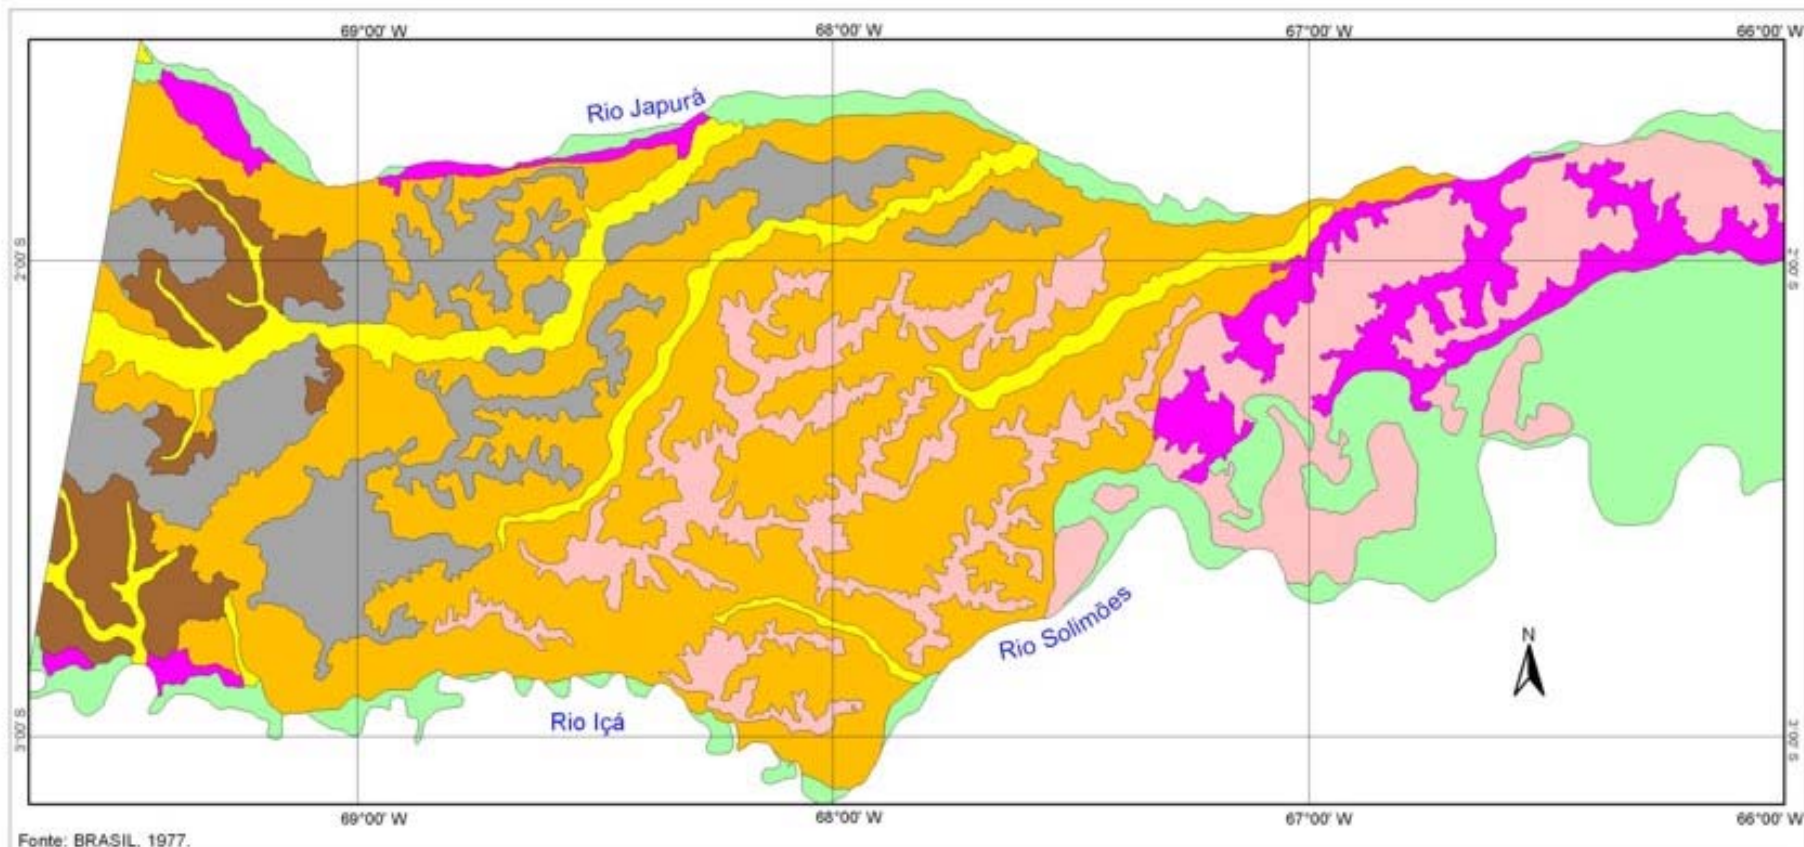 69°00' W 68°00' W 67°00' W 66°00' W
Rio Japurá
2°00' S 2°00' S
Rio Solimões
N
Rio Içá
3°00' S 3°00' S
69°00' W 68°00' W 67°00' W 66°00' W
Fonte: BRASIL, 1977.